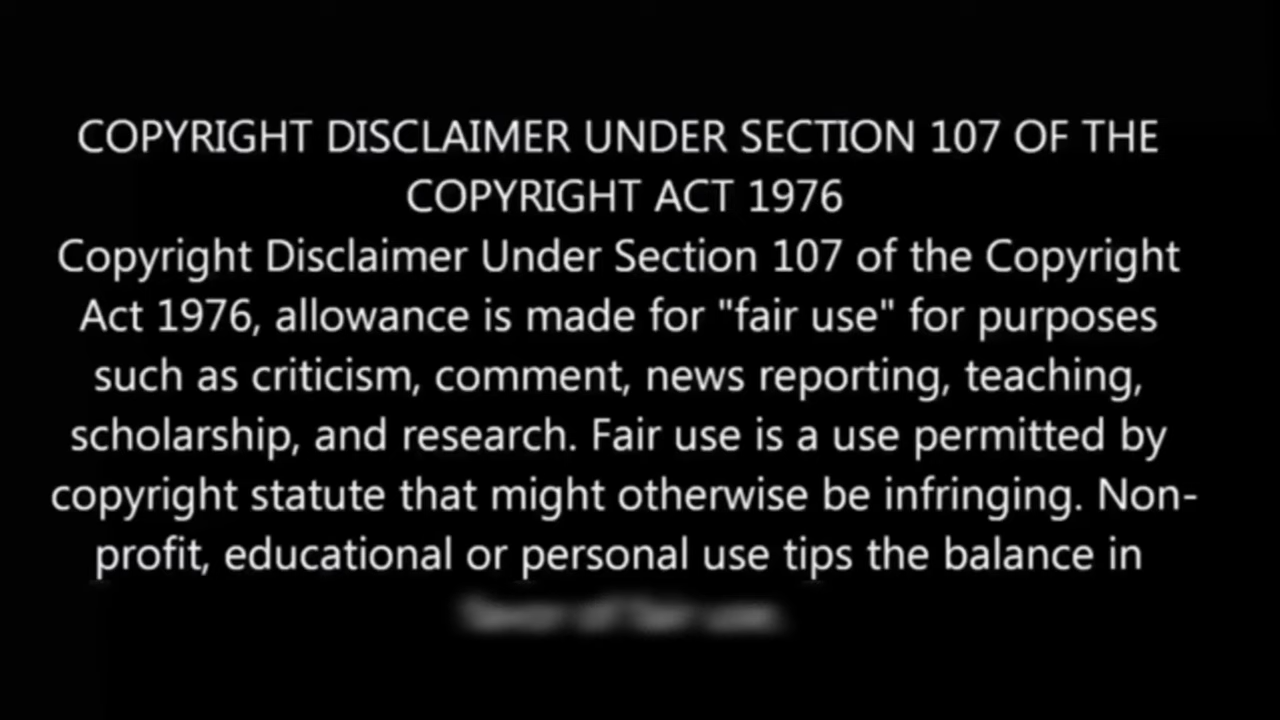 COPYRIGHT DISCLAIMER UNDER SECTION 107 OF THE
COPYRIGHT ACT 1976
Copyright Disclaimer Under Section 107 of the Copyright
Act 1976, allowance is made for "fair use" for purposes
such as criticism, comment, news reporting, teaching,
scholarship, and research. Fair use is a use permitted by
copyright statute that might otherwise be infringing. Non-
profit, educational or personal use tips the balance in